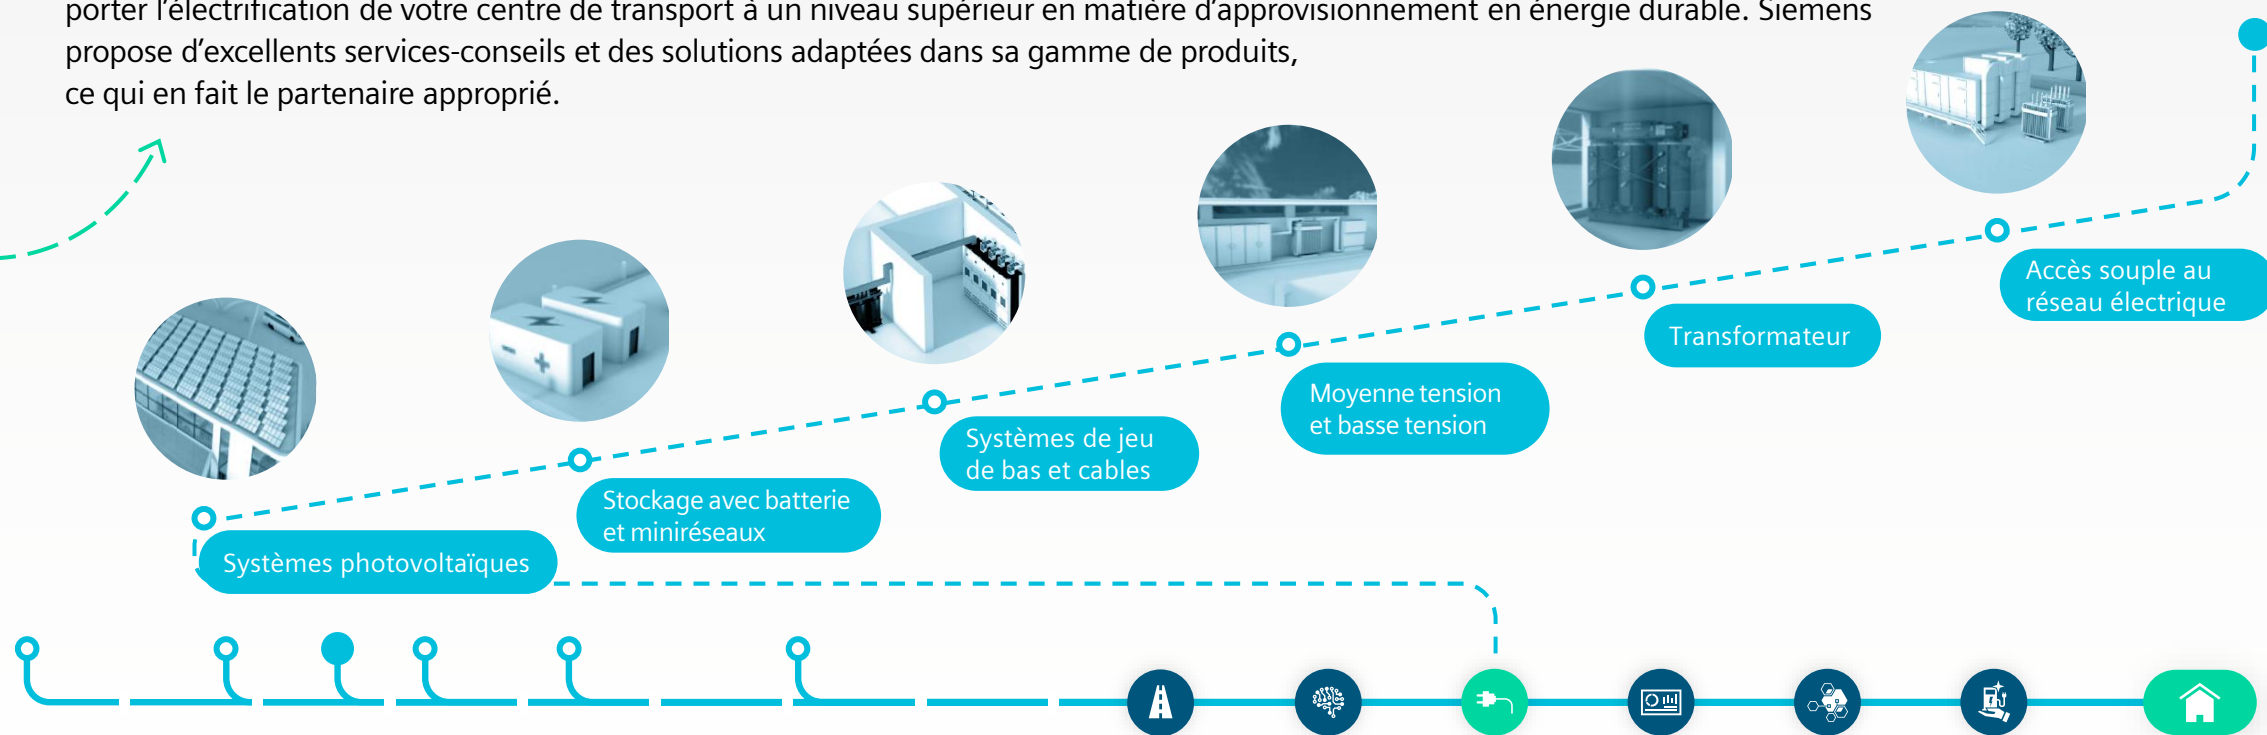 porter l’électrification de votre centre de transport à un niveau supérieur en matière d’approvisionnement en énergie durable. Siemens
propose d’excellents services-conseils et des solutions adaptées dans sa gamme de produits,
ce qui en fait le partenaire approprié.
Accès souple au
réseau électrique
Transformateur
Moyenne tension
et basse tension
Systèmes de jeu
de bas et cables
Stockage avec batterie
et miniréseaux
Systèmes photovoltaïques